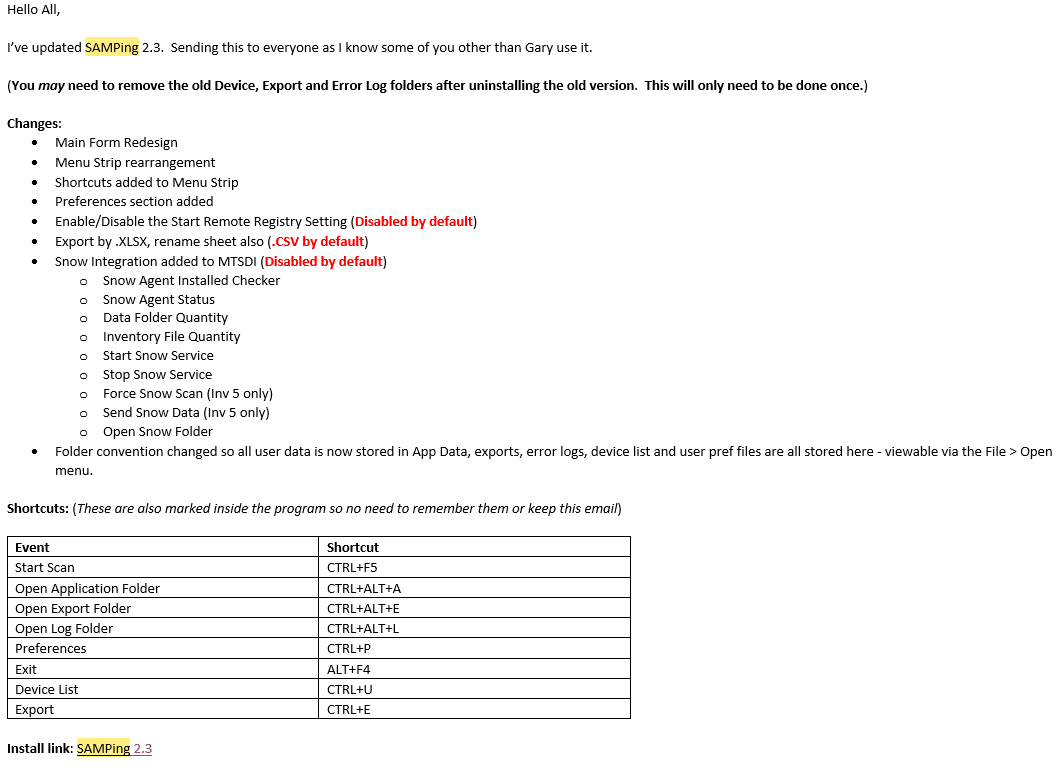 Hello All,
I've updated SAMPing 2.3.  Sending this to everyone as I know some of you other than Gary use it.
(You may need to remove the old Device, Export and Error Log folders after uninstalling the old version.  This will only need to be done once.)
Changes:
• Main Form Redesign
• Menu Strip rearrangement
• Shortcuts added to Menu Strip
• Preferences section added
• Enable/Disable the Start Remote Registry Setting (Disabled by default)
• Export by .XLSX, rename sheet also (.CSV by default)
• Snow Integration added to MTSDI (Disabled by default)
o Snow Agent Installed Checker
o Snow Agent Status
o Data Folder Quantity
o Inventory File Quantity
o Start Snow Service
o Stop Snow Service
o Force Snow Scan (Inv 5 only)
o Send Snow Data (Inv 5 only)
o Open Snow Folder
• Folder convention changed so all user data is now stored in App Data, exports, error logs, device list and user pref files are all stored here - viewable via the File > Open
menu.
Shortcuts: (These are also marked inside the program so no need to remember them or keep this email)
Event Shortcut
Start Scan CTRL+F5
Open Application Folder CTRL+ALT+A
Open Export Folder CTRL+ALT+E
Open Log Folder CTRL+ALT+L
Preferences CTRL+P
Exit ALT+F4
Device List CTRL+U
Export CTRL+E
Install link: SAMPing 2.3